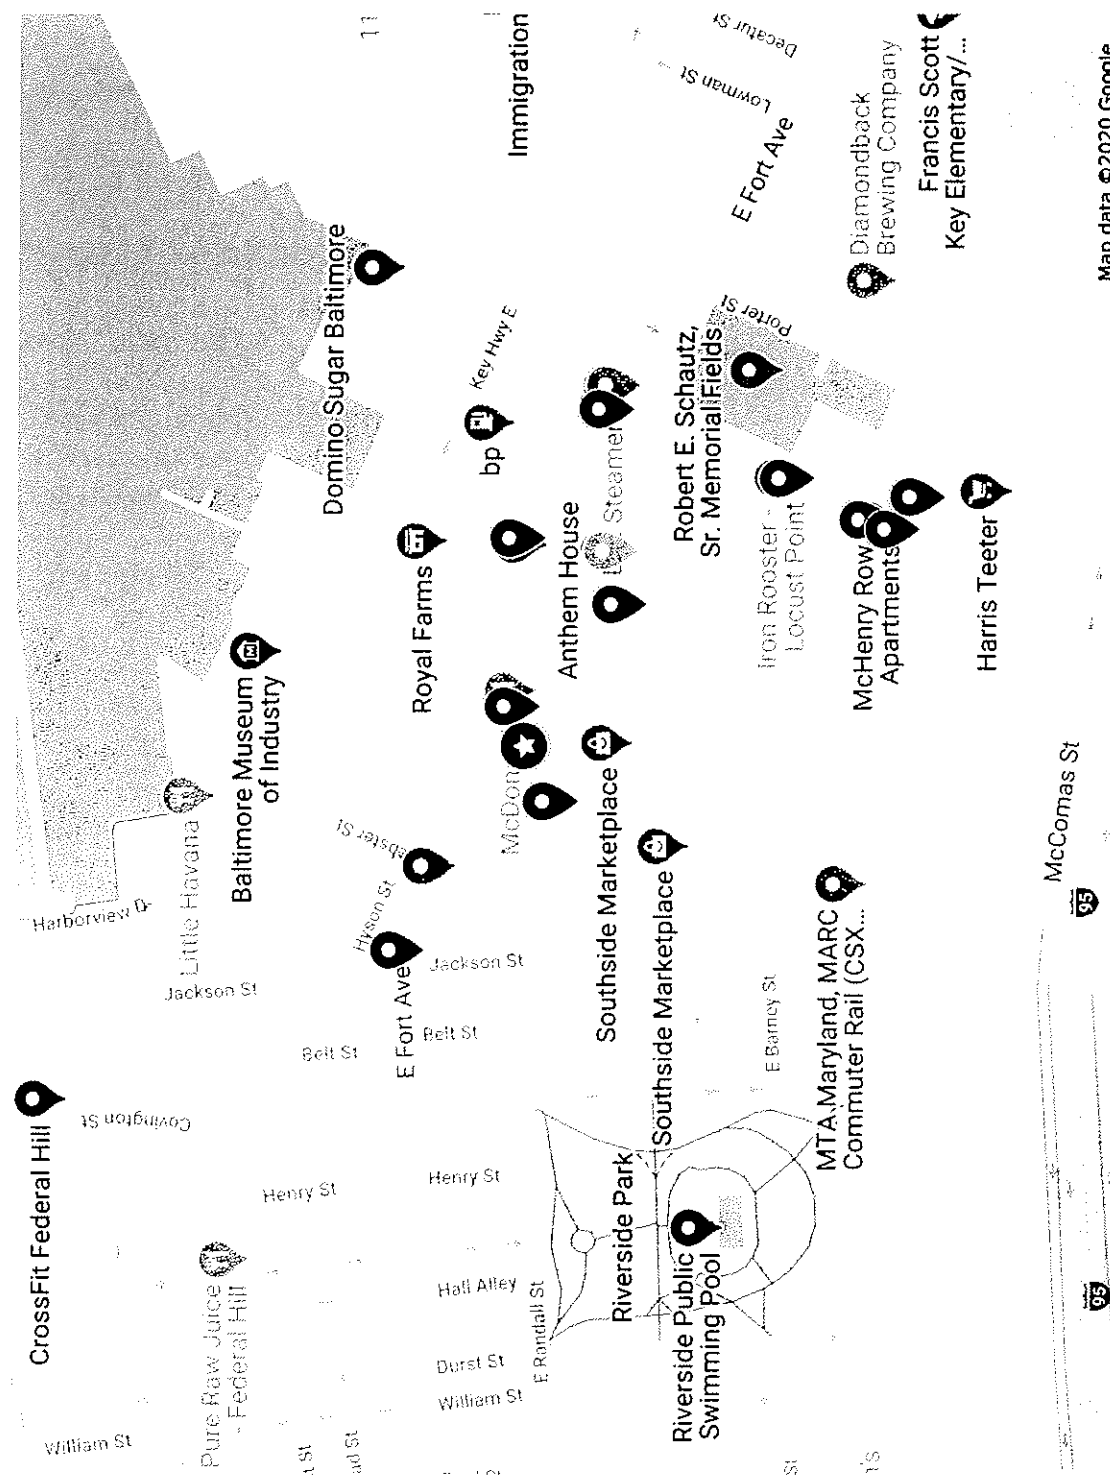 CrossFit Federal Hill
Covington St
William St
Pure Raw Juice
- Federal Hill
Henry St
Henry St
Hall Alley
Durst St
William St
E Randall St
Riverside Park
Riverside Public
Swimming Pool
Harborview
Little Havana
Jackson St
Jackson St
Belt St
Belt St
Hyson St
E Fort Ave
Baltimore Museum
of Industry
Southside Marketplace
Southside Marketplace
E Barney St
MTA Maryland, MARC
Commuter Rail (CSX...
McComas St
95
95
Domino Sugar Baltimore
Royal Farms
bp
Key Hwy E
Anthem House
Steamer
McDon
Robert E. Schautz,
Sr. Memorial Fields
Porter St
Iron Rooster -
Locust Point
McHenry Row
Apartments
Harris Teeter
11
Immigration
Decatur St
Lowman St
E Fort Ave
Diamondback
Brewing Company
Francis Scott
Key Elementary/...
Map data ©2020 Google